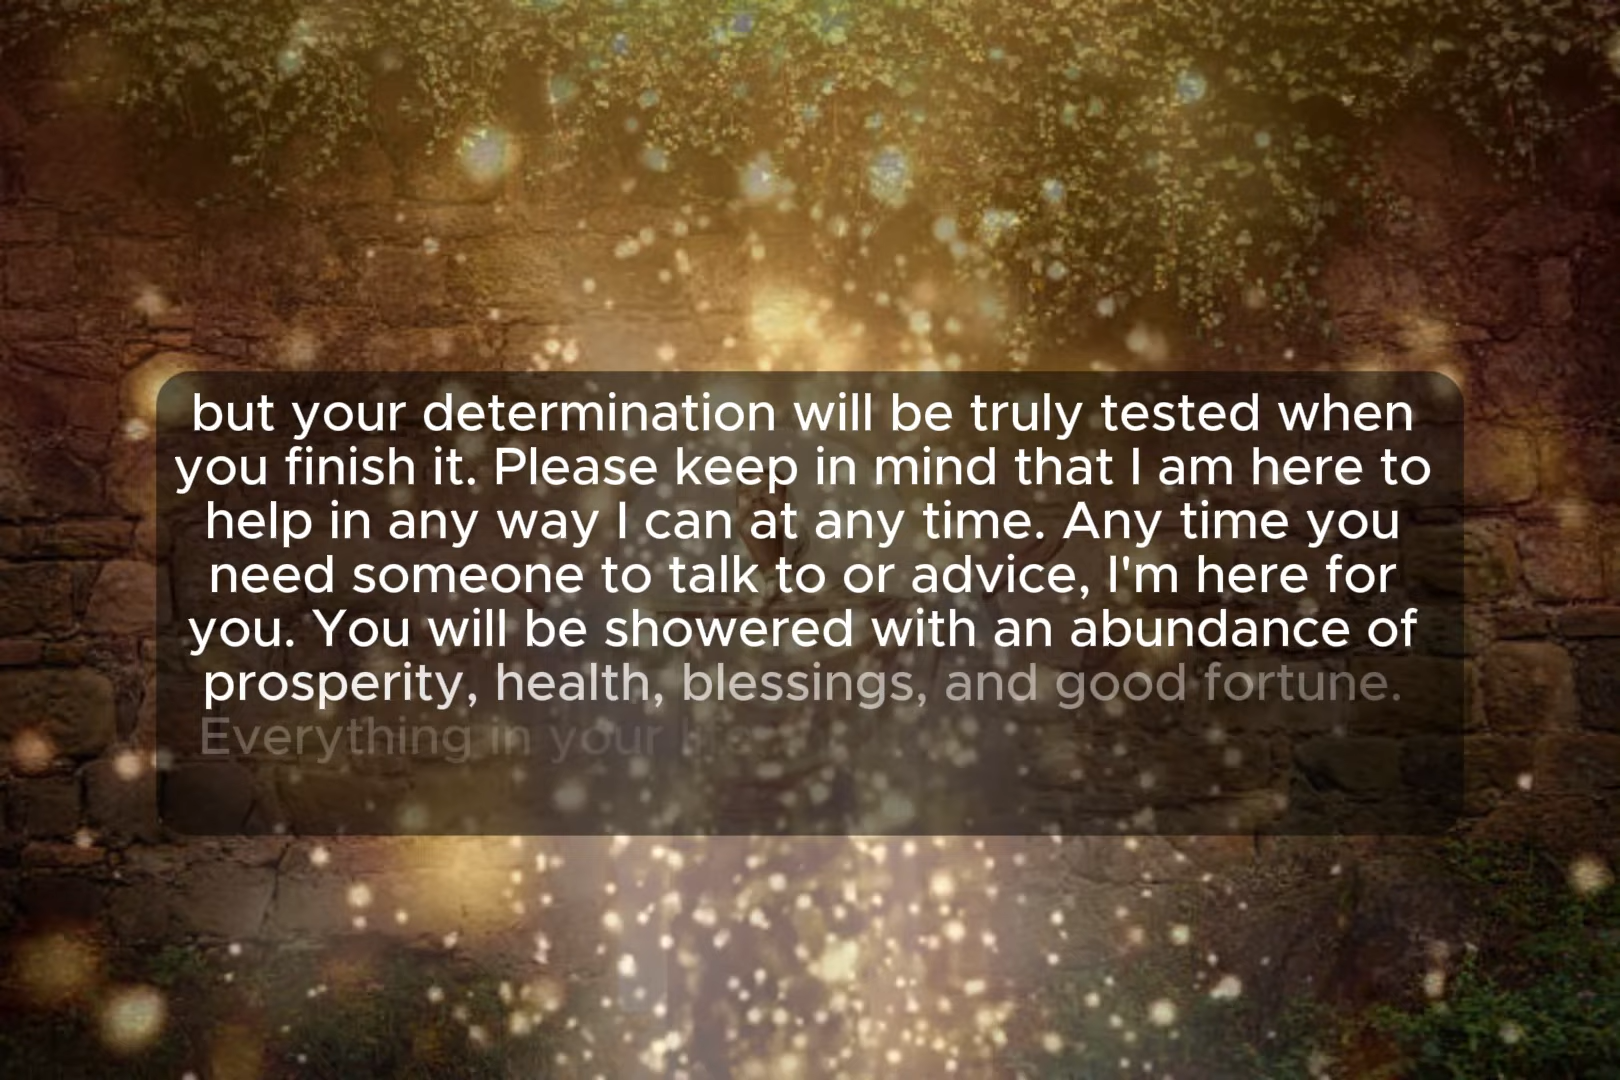 but your determination will be truly tested when
you finish it. Please keep in mind that I am here to
help in any way I can at any time. Any time you
need someone to talk to or advice, I'm here for
you. You will be showered with an abundance of
prosperity, health, blessings, and good fortune.
Everything in your